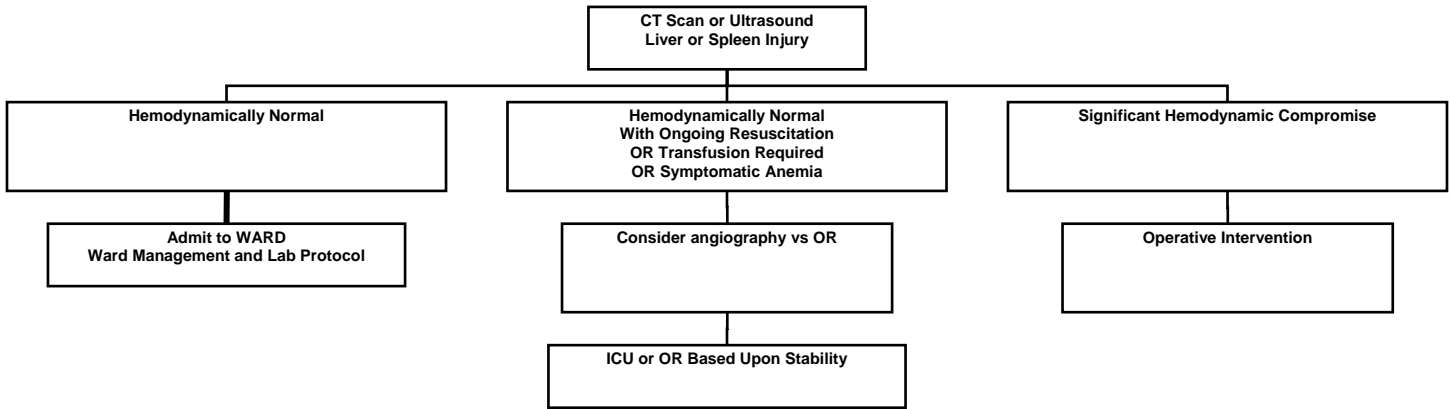 CT Scan or Ultrasound
Liver or Spleen Injury
Hemodynamically Normal
Hemodynamically Normal
With Ongoing Resuscitation
OR Transfusion Required
OR Symptomatic Anemia
Significant Hemodynamic Compromise
Admit to WARD
Ward Management and Lab Protocol
Consider angiography vs OR
Operative Intervention
ICU or OR Based Upon Stability